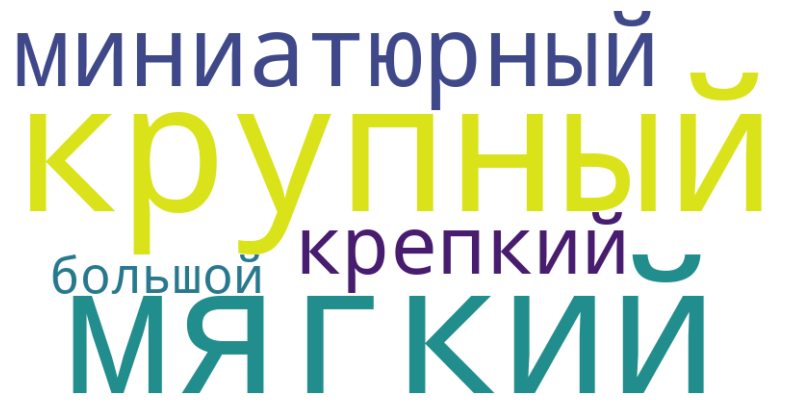 миниатюрный
крупный
крепкий
большой
мягкий